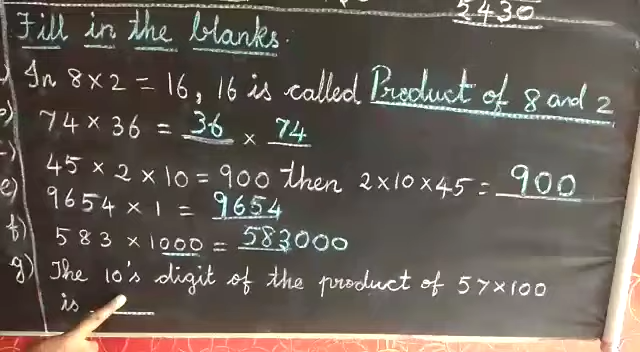 5430
Fill in the blanks.
In 8 × 2 = 16, 16 is called Product of 8 and 2
74 × 36 = 36 × 74
45 × 2 × 10 = 900 then 2 × 10 × 45 = 900
e) 9654 × 1 = 9654
f) 583 × 1000 = 583000
g) The 10's digit of the product of 57 × 100
is